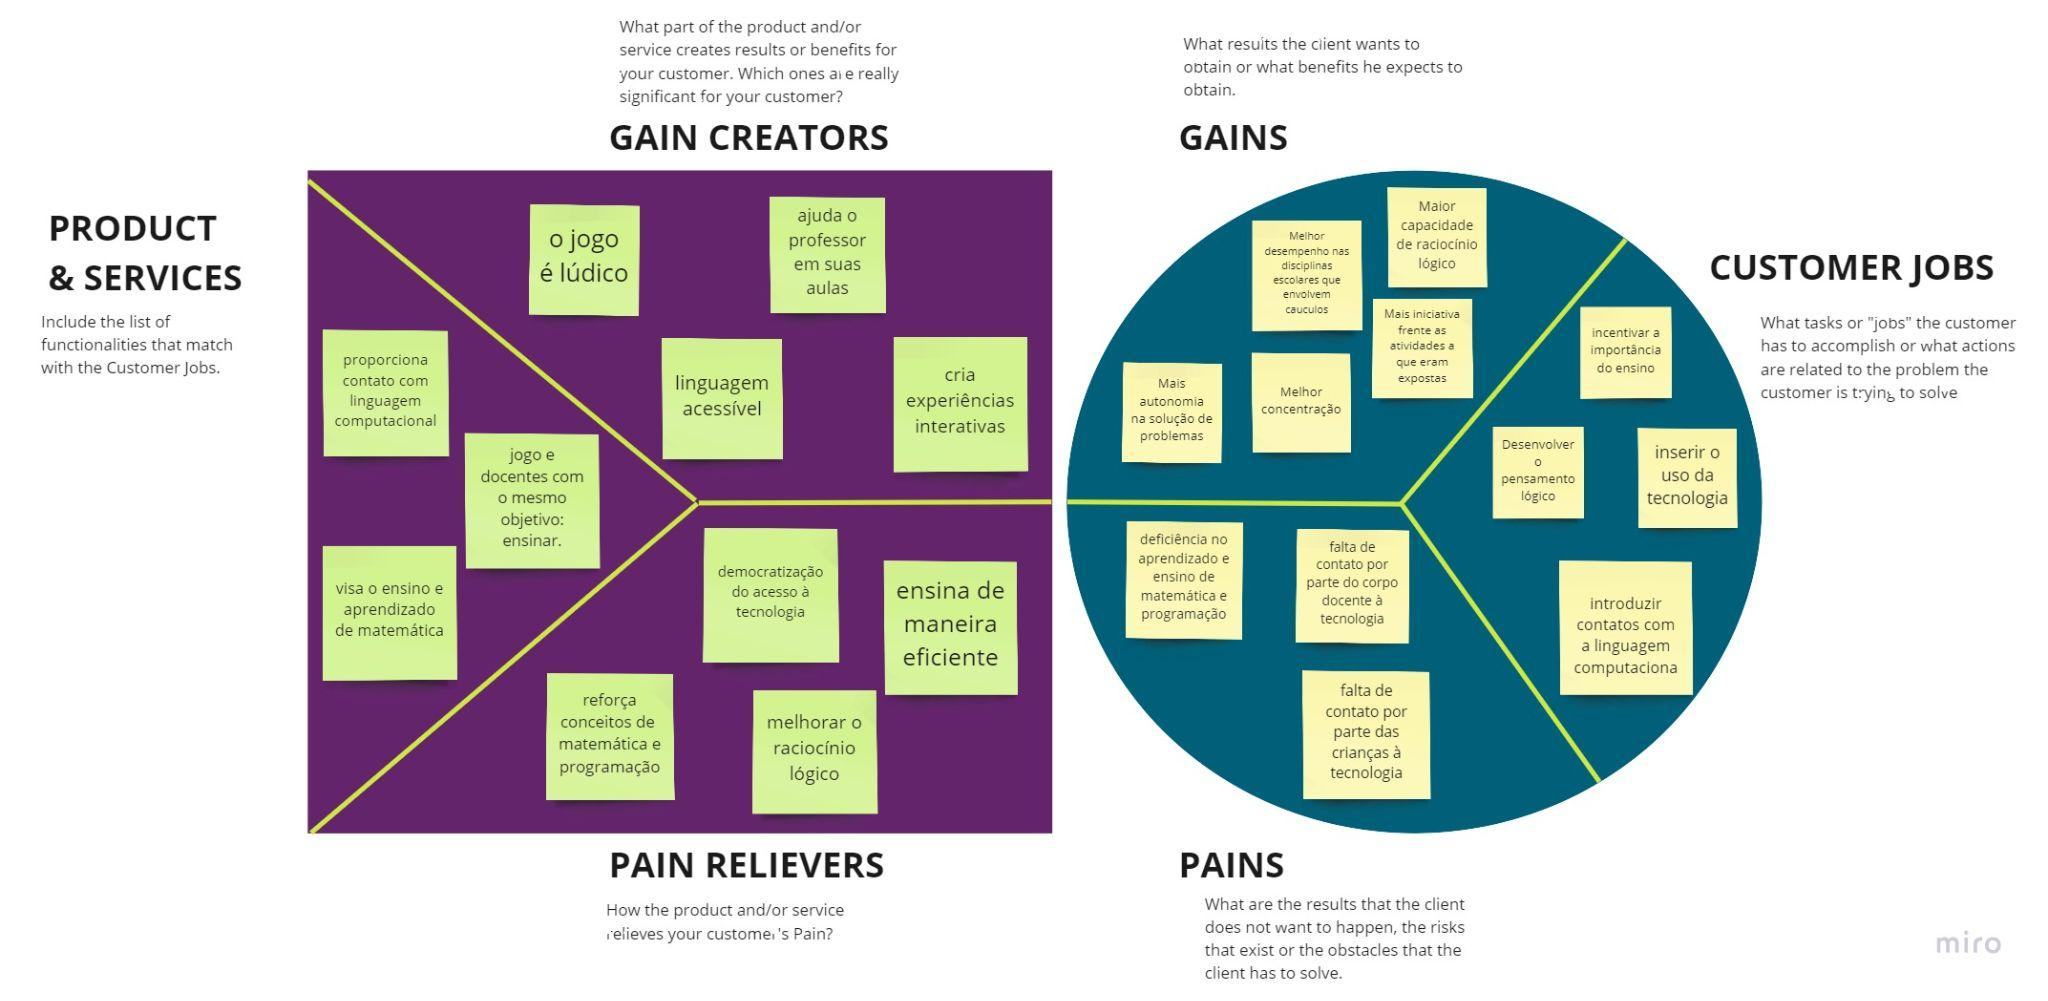 What part of the product and/or
service creates results or benefits for
your customer. Which ones are really
significant for your customer?
GAIN CREATORS
What results the client wants to
obtain or what benefits he expects to
obtain.
GAINS
PRODUCT
& SERVICES
Include the list of
functionalities that match
with the Customer Jobs.
CUSTOMER JOBS
What tasks or "jobs" the customer
has to accomplish or what actions
are related to the problem the
customer is trying to solve
o jogo
é lúdico
ajuda o
professor
em suas
aulas
linguagem
acessível
cria
experiências
interativas
proporciona
contato com
linguagem
computacional
jogo e
docentes com
o mesmo
objetivo:
ensinar.
visa o ensino e
aprendizado
de matemática
democratização
do acesso à
tecnologia
ensina de
maneira
eficiente
reforça
conceitos de
matemática e
programação
melhorar o
raciocínio
lógico
Melhor
desempenho nas
disciplinas
escolares que
envolvem
cauculos
Maior
capacidade
de raciocínio
lógico
Mais iniciativa
frente as
atividades a
que eram
expostas
Mais
autonomia
na solução de
problemas
Melhor
concentração
incentivar a
importância
do ensino
Desenvolver
o
pensamento
lógico
inserir o
uso da
tecnologia
introduzir
contatos com
a linguagem
computaciona
deficiência no
aprendizado e
ensino de
matemática e
programação
falta de
contato por
parte do corpo
docente à
tecnologia
falta de
contato por
parte das
crianças à
tecnologia
PAIN RELIEVERS
How the product and/or service
relieves your customer's Pain?
PAINS
What are the results that the client
does not want to happen, the risks
that exist or the obstacles that the
client has to solve.
miro